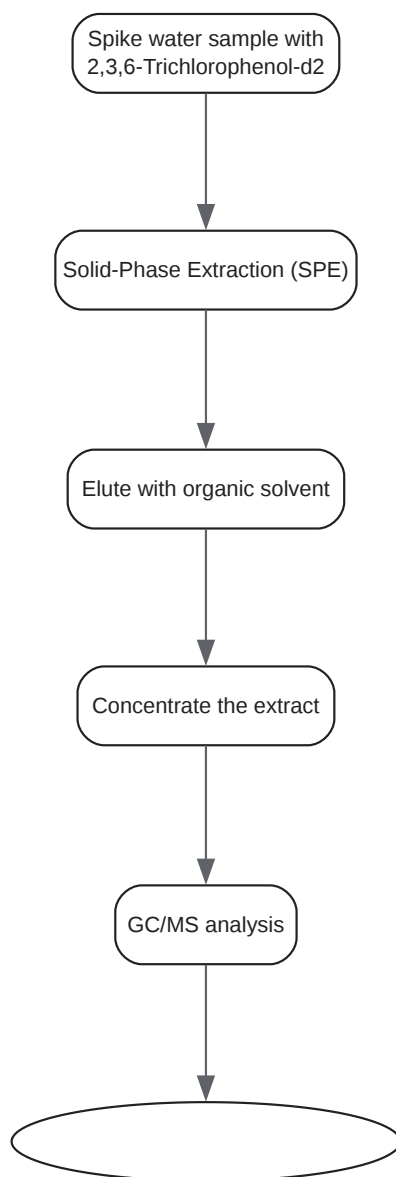 Spike water sample with
2,3,6-Trichlorophenol-d2
Solid-Phase Extraction (SPE)
Elute with organic solvent
Concentrate the extract
GC/MS analysis